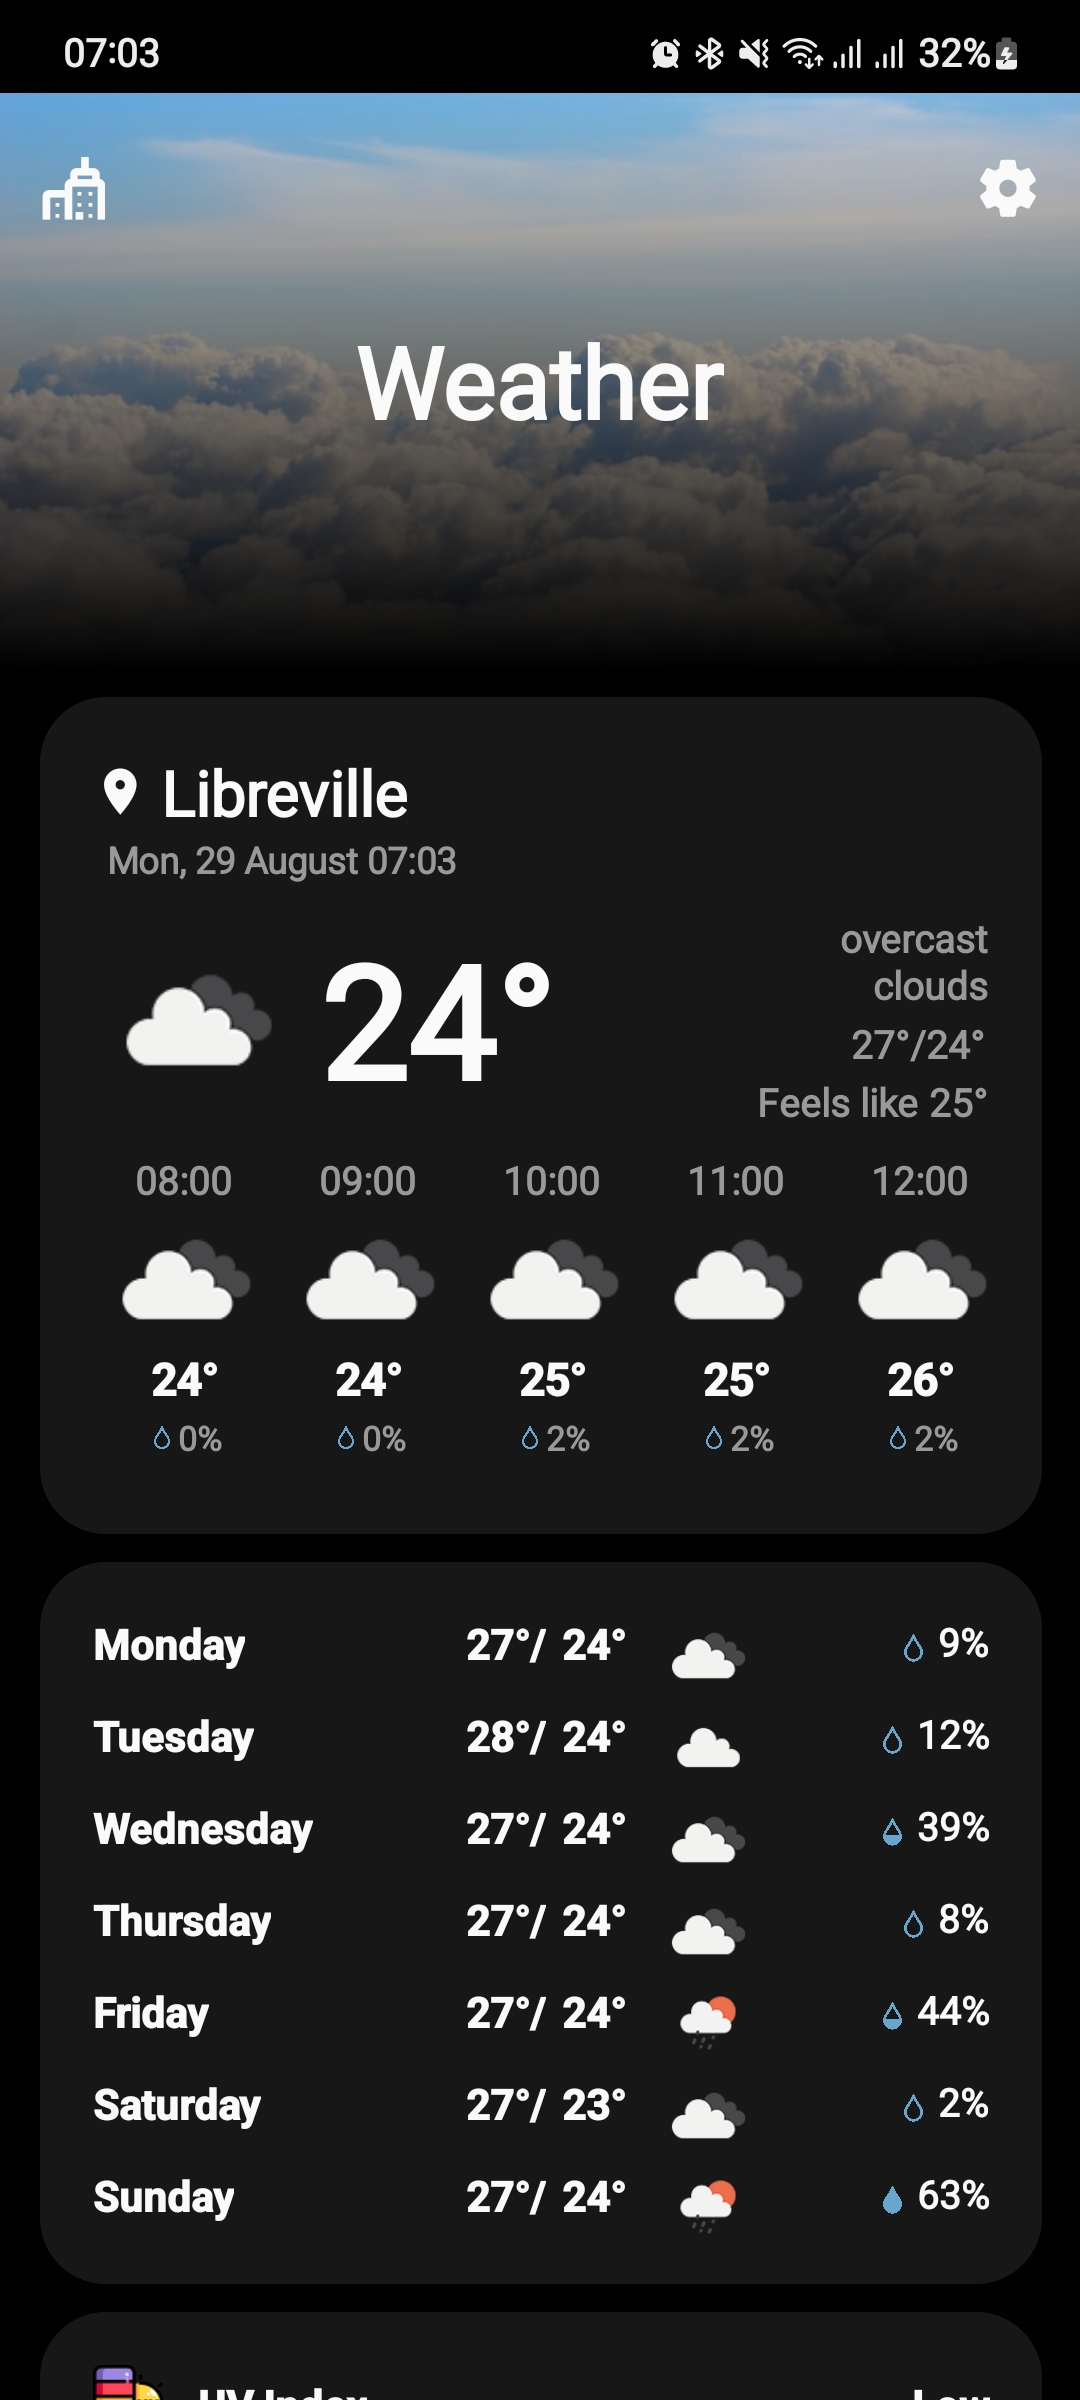 07:03 32%
Weather
Libreville
Mon, 29 August 07:03
24°
overcast
clouds
27°/24°
Feels like 25°
08:00 09:00 10:00 11:00 12:00
24° 24° 25° 25° 26°
0% 0% 2% 2% 2%
Monday 27°/ 24° 9%
Tuesday 28°/ 24° 12%
Wednesday 27°/ 24° 39%
Thursday 27°/ 24° 8%
Friday 27°/ 24° 44%
Saturday 27°/ 23° 2%
Sunday 27°/ 24° 63%
UV Index Low